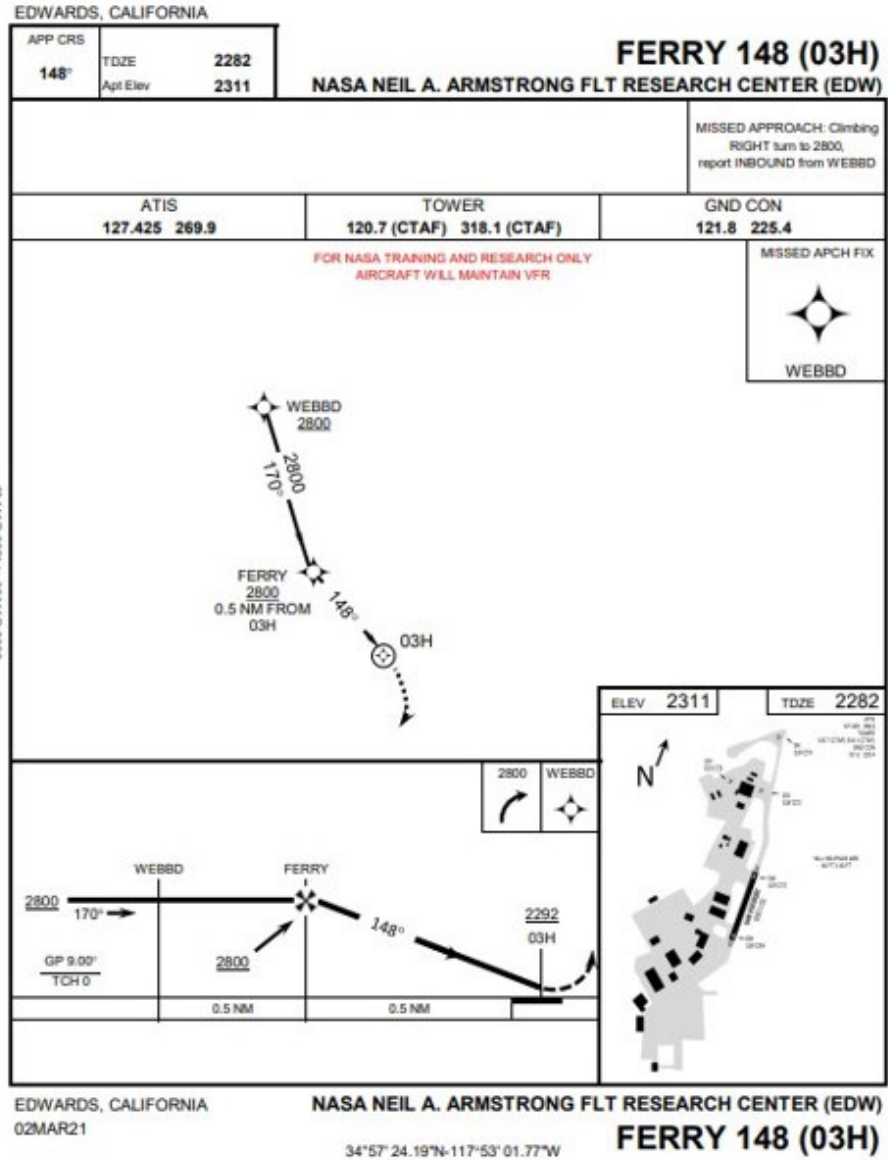 EDWARDS, CALIFORNIA
APP CRS
148°
TDZE 2282
Apt Elev 2311
FERRY 148 (03H)
NASA NEIL A. ARMSTRONG FLT RESEARCH CENTER (EDW)
MISSED APPROACH: Climbing
RIGHT turn to 2800,
report INBOUND from WEBBD
ATIS
127.425 269.9
TOWER
120.7 (CTAF) 318.1 (CTAF)
GND CON
121.8 225.4
FOR NASA TRAINING AND RESEARCH ONLY
AIRCRAFT WILL MAINTAIN VFR
MISSED APCH FIX
WEBBD
WEBBD
2800
2800
170°
FERRY
2800
0.5 NM FROM
03H
148°
03H
ELEV 2311
TDZE 2282
N
2800
WEBBD
WEBBD
FERRY
2800
170°
148°
2292
03H
GP 9.00°
TCH 0
2800
0.5 NM
0.5 NM
EDWARDS, CALIFORNIA
02MAR21
34°57' 24.19"N-117°53' 01.77"W
NASA NEIL A. ARMSTRONG FLT RESEARCH CENTER (EDW)
FERRY 148 (03H)